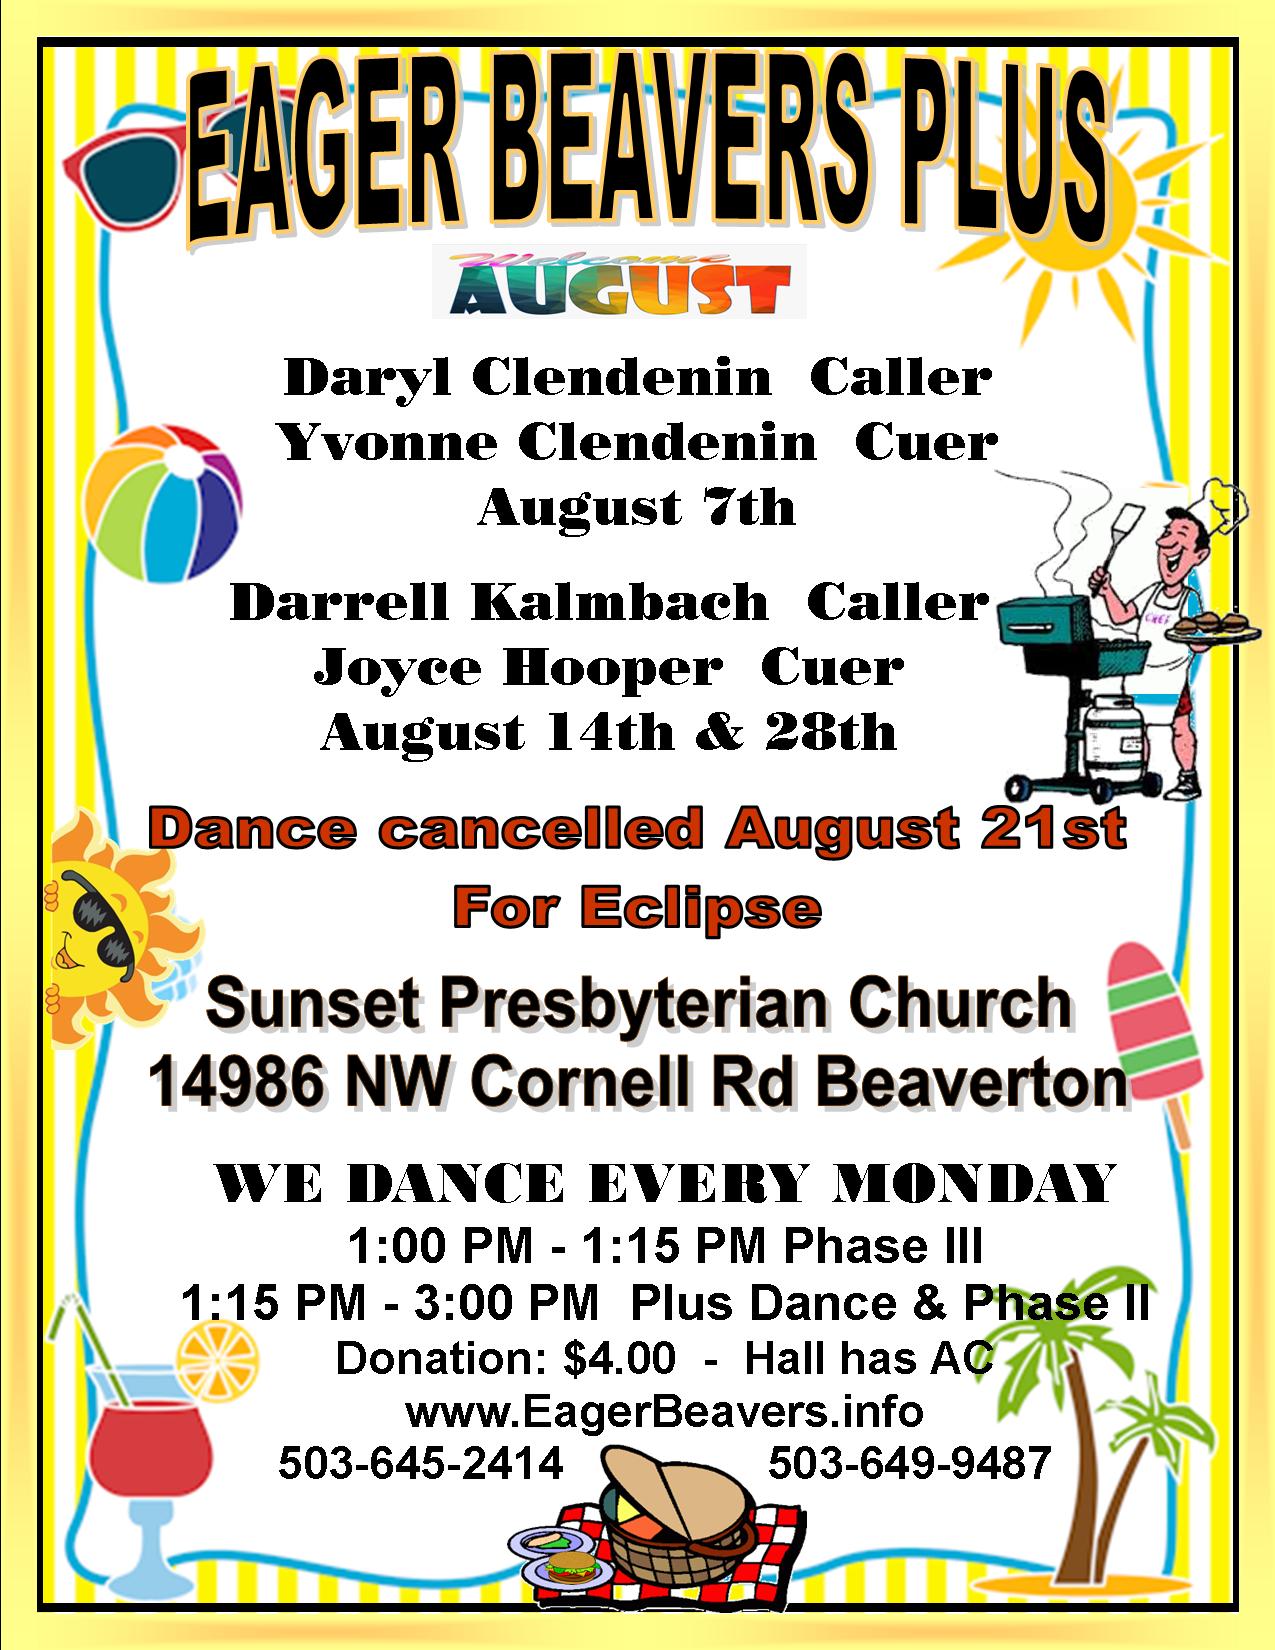 EAGER BEAVERS PLUS
Welcome
AUGUST
Daryl Clendenin  Caller
Yvonne Clendenin  Cuer
August 7th
Darrell Kalmbach  Caller
Joyce Hooper  Cuer
August 14th & 28th
CHEF
Dance cancelled August 21st
For Eclipse
Sunset Presbyterian Church
14986 NW Cornell Rd Beaverton
WE DANCE EVERY MONDAY
1:00 PM - 1:15 PM Phase III
1:15 PM - 3:00 PM  Plus Dance & Phase II
Donation: $4.00  -  Hall has AC
www.EagerBeavers.info
503-645-2414 503-649-9487